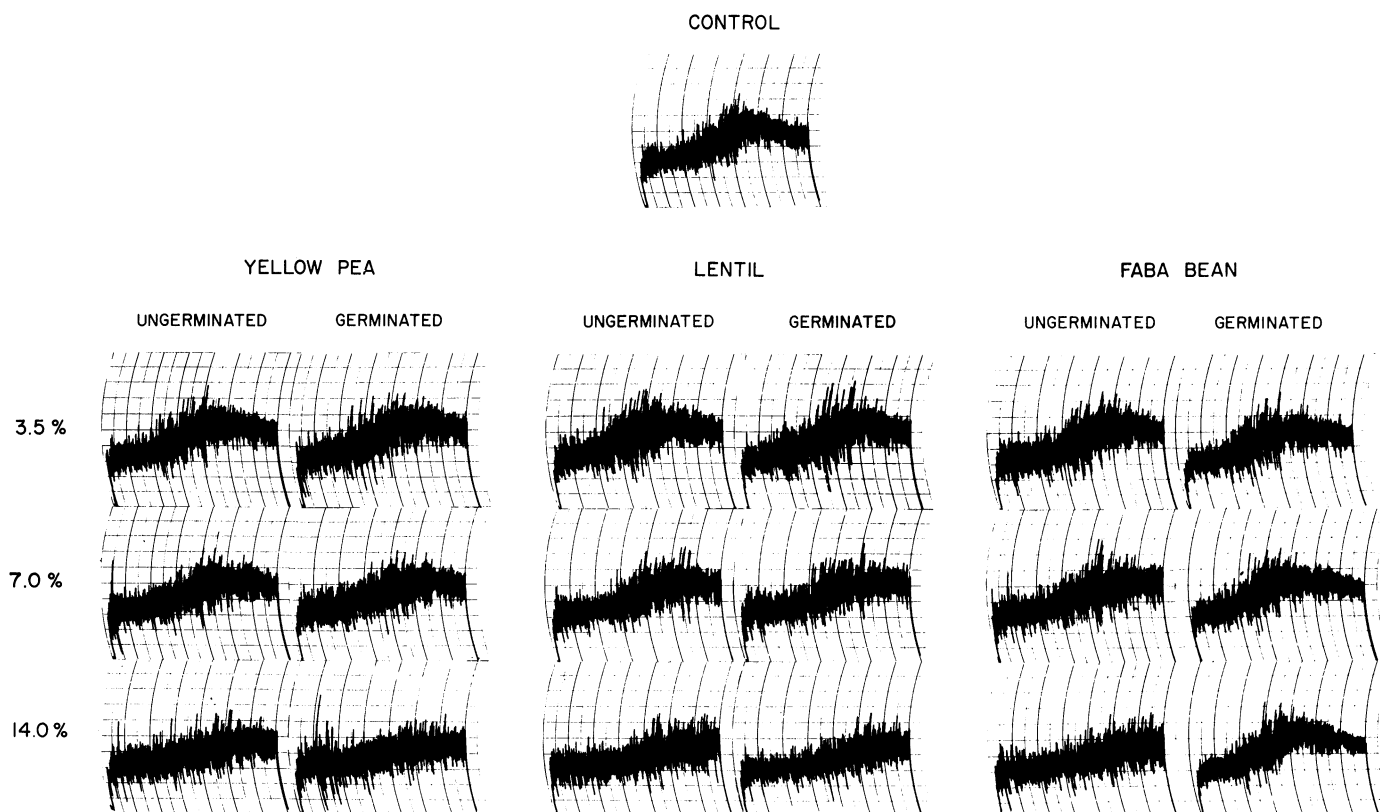 CONTROL
YELLOW PEA LENTIL FABA BEAN
UNGERMINATED GERMINATED UNGERMINATED GERMINATED UNGERMINATED GERMINATED
3.5 %
7.0 %
14.0 %